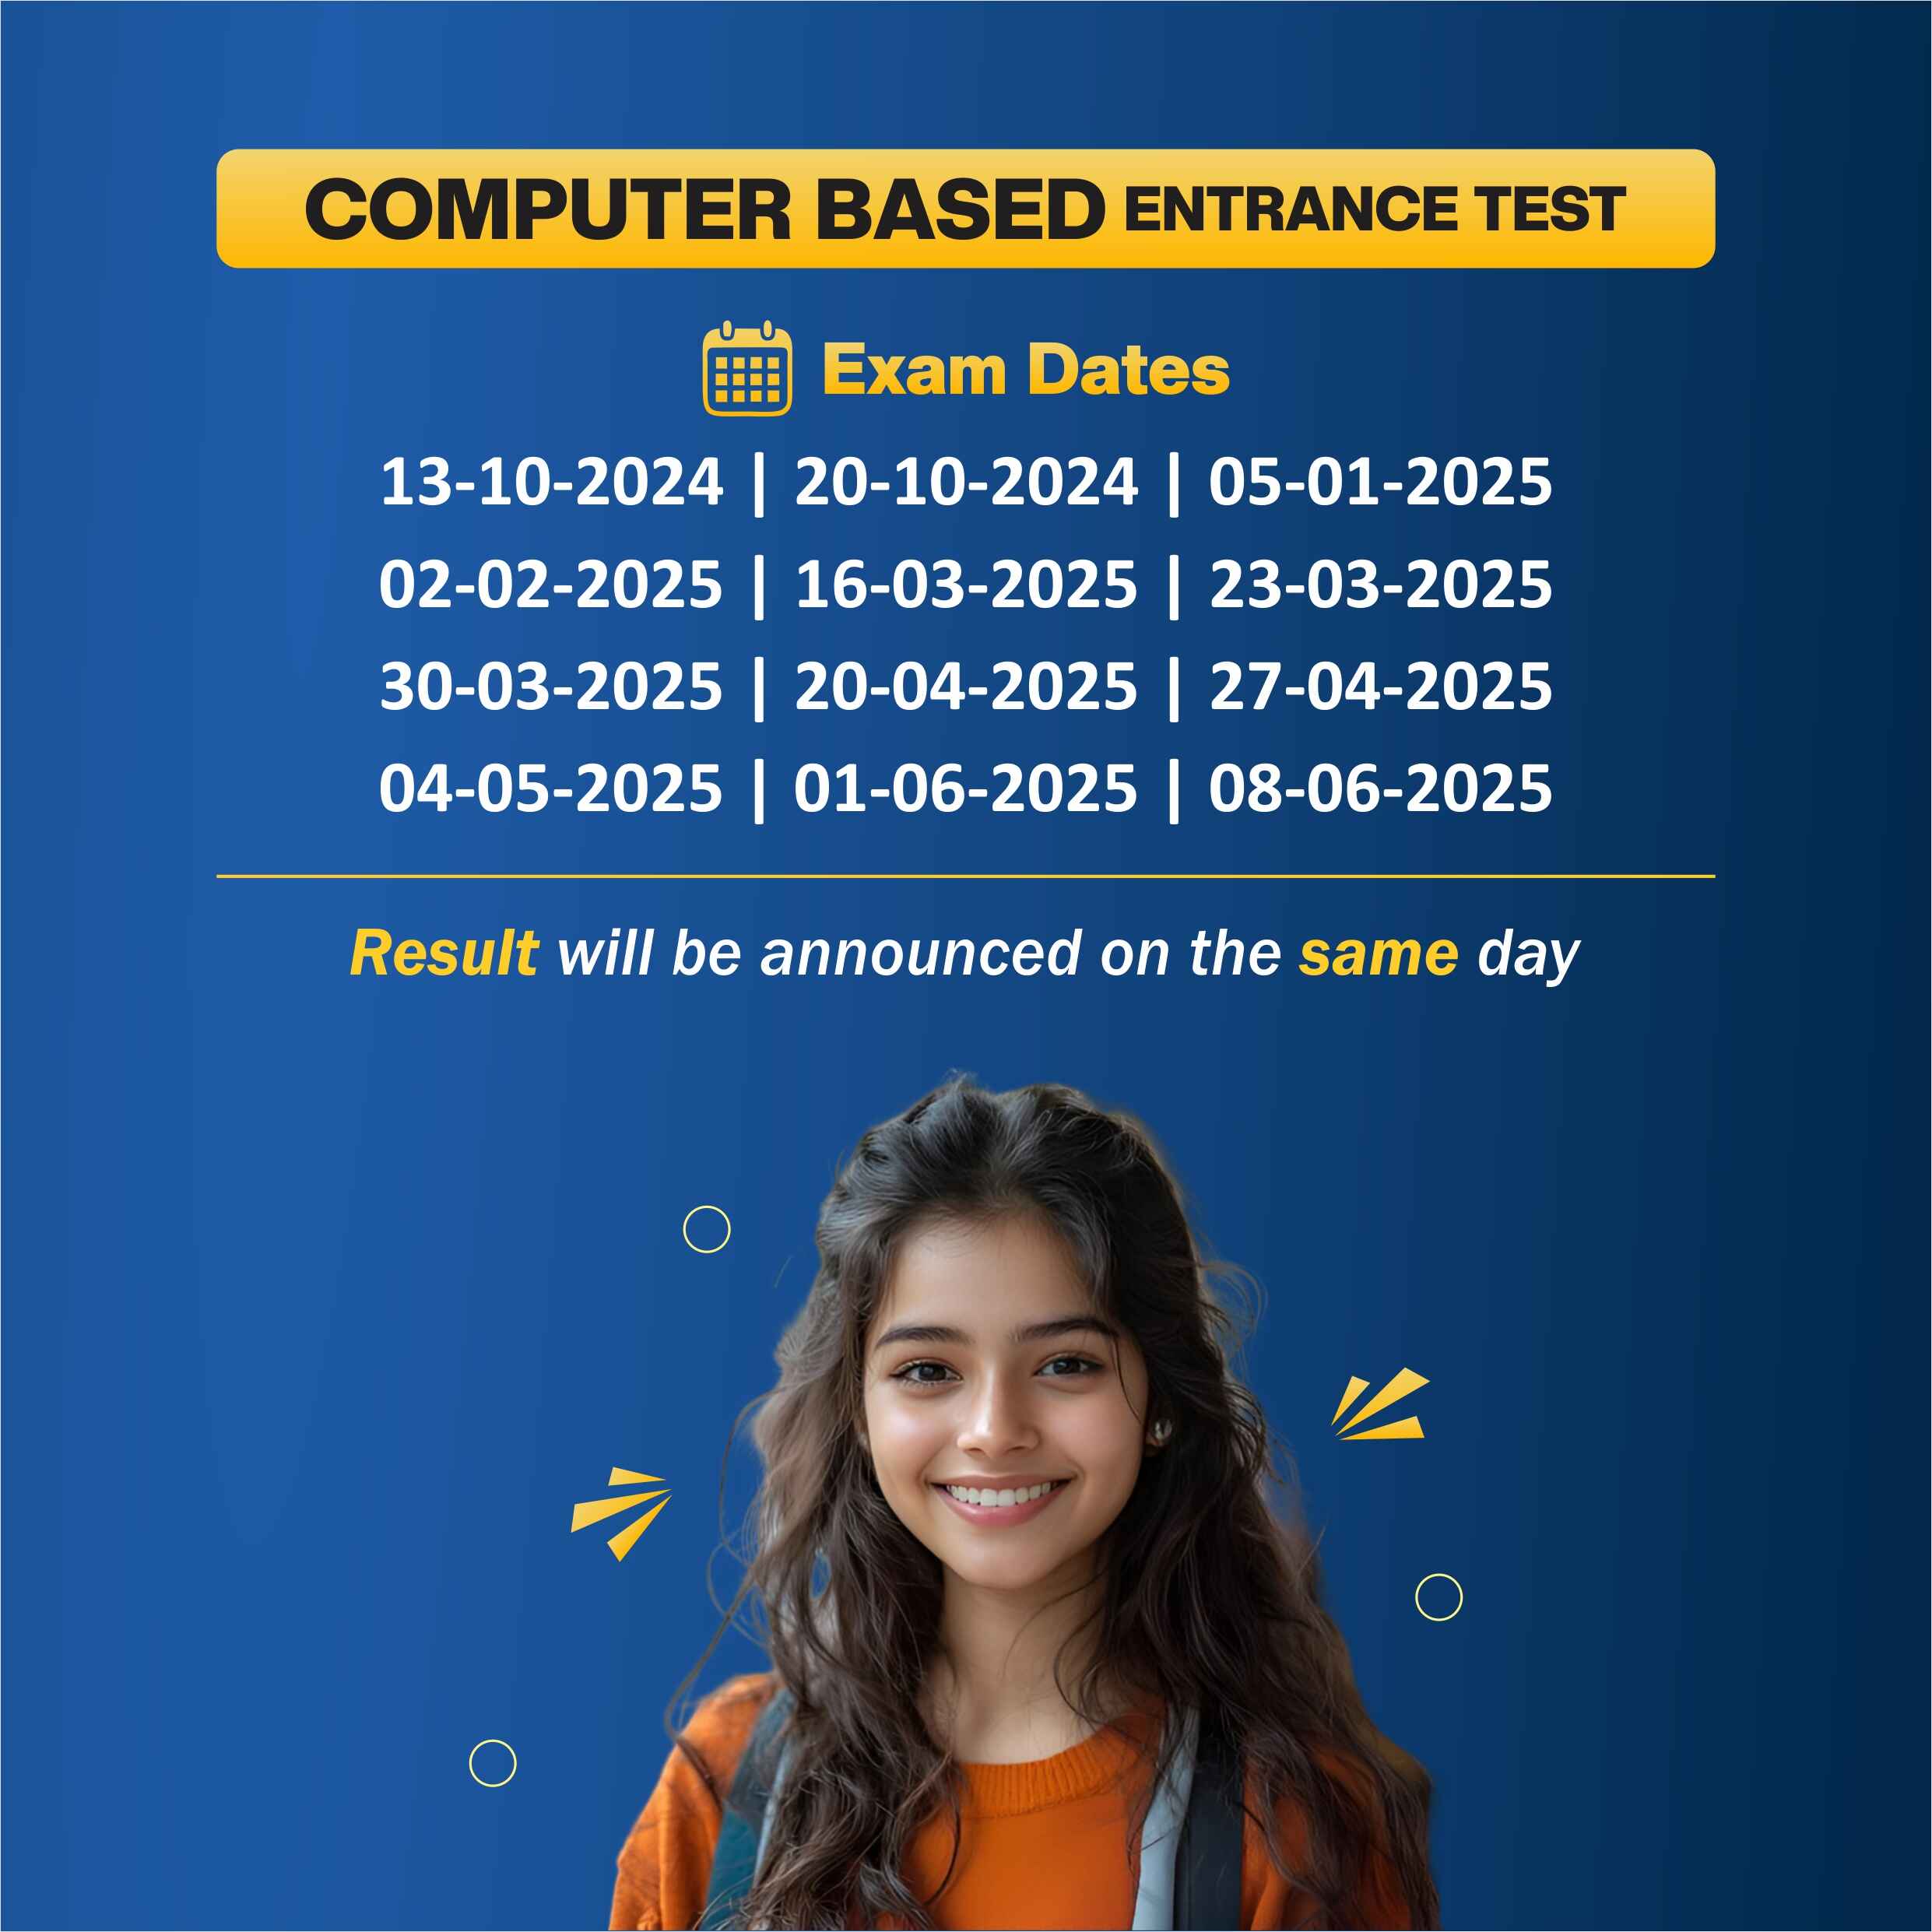 COMPUTER BASED ENTRANCE TEST
Exam Dates
13-10-2024 | 20-10-2024 | 05-01-2025
02-02-2025 | 16-03-2025 | 23-03-2025
30-03-2025 | 20-04-2025 | 27-04-2025
04-05-2025 | 01-06-2025 | 08-06-2025
Result will be announced on the same day